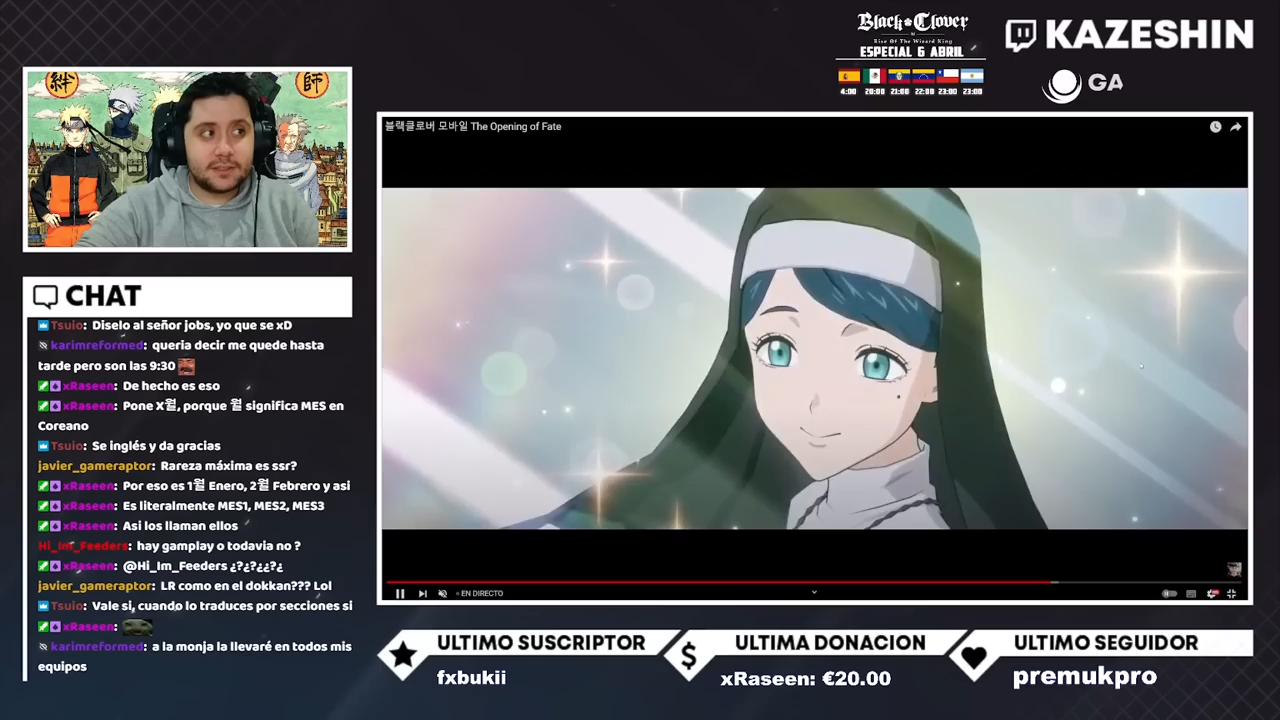 Black Clover
Rise Of The Wizard King
ESPECIAL 6 ABRIL
4:00 20:00 21:00 22:00 23:00 23:00
KAZESHIN
GA
絆
師
블랙클로버 모바일 The Opening of Fate
CHAT
Tsuio: Diselo al señor jobs, yo que se xD
karimreformed: queria decir me quede hasta
tarde pero son las 9:30
xRaseen: De hecho es eso
xRaseen: Pone X월, porque 월 significa MES en
Coreano
Tsuio: Se inglés y da gracias
javier_gameraptor: Rareza máxima es ssr?
xRaseen: Por eso es 1월 Enero, 2월 Febrero y asi
xRaseen: Es literalmente MES1, MES2, MES3
xRaseen: Asi los llaman ellos
Hi_Im_Feeders: hay gamplay o todavia no ?
xRaseen: @Hi_Im_Feeders ¿?¿?¿¿?¿
javier_gameraptor: LR como en el dokkan??? Lol
Tsuio: Vale si, cuando lo traduces por secciones si
xRaseen:
karimreformed: a la monja la llevaré en todos mis
equipos
EN DIRECTO
ULTIMO SUSCRIPTOR
fxbukii
ULTIMA DONACION
xRaseen: €20.00
ULTIMO SEGUIDOR
premukpro